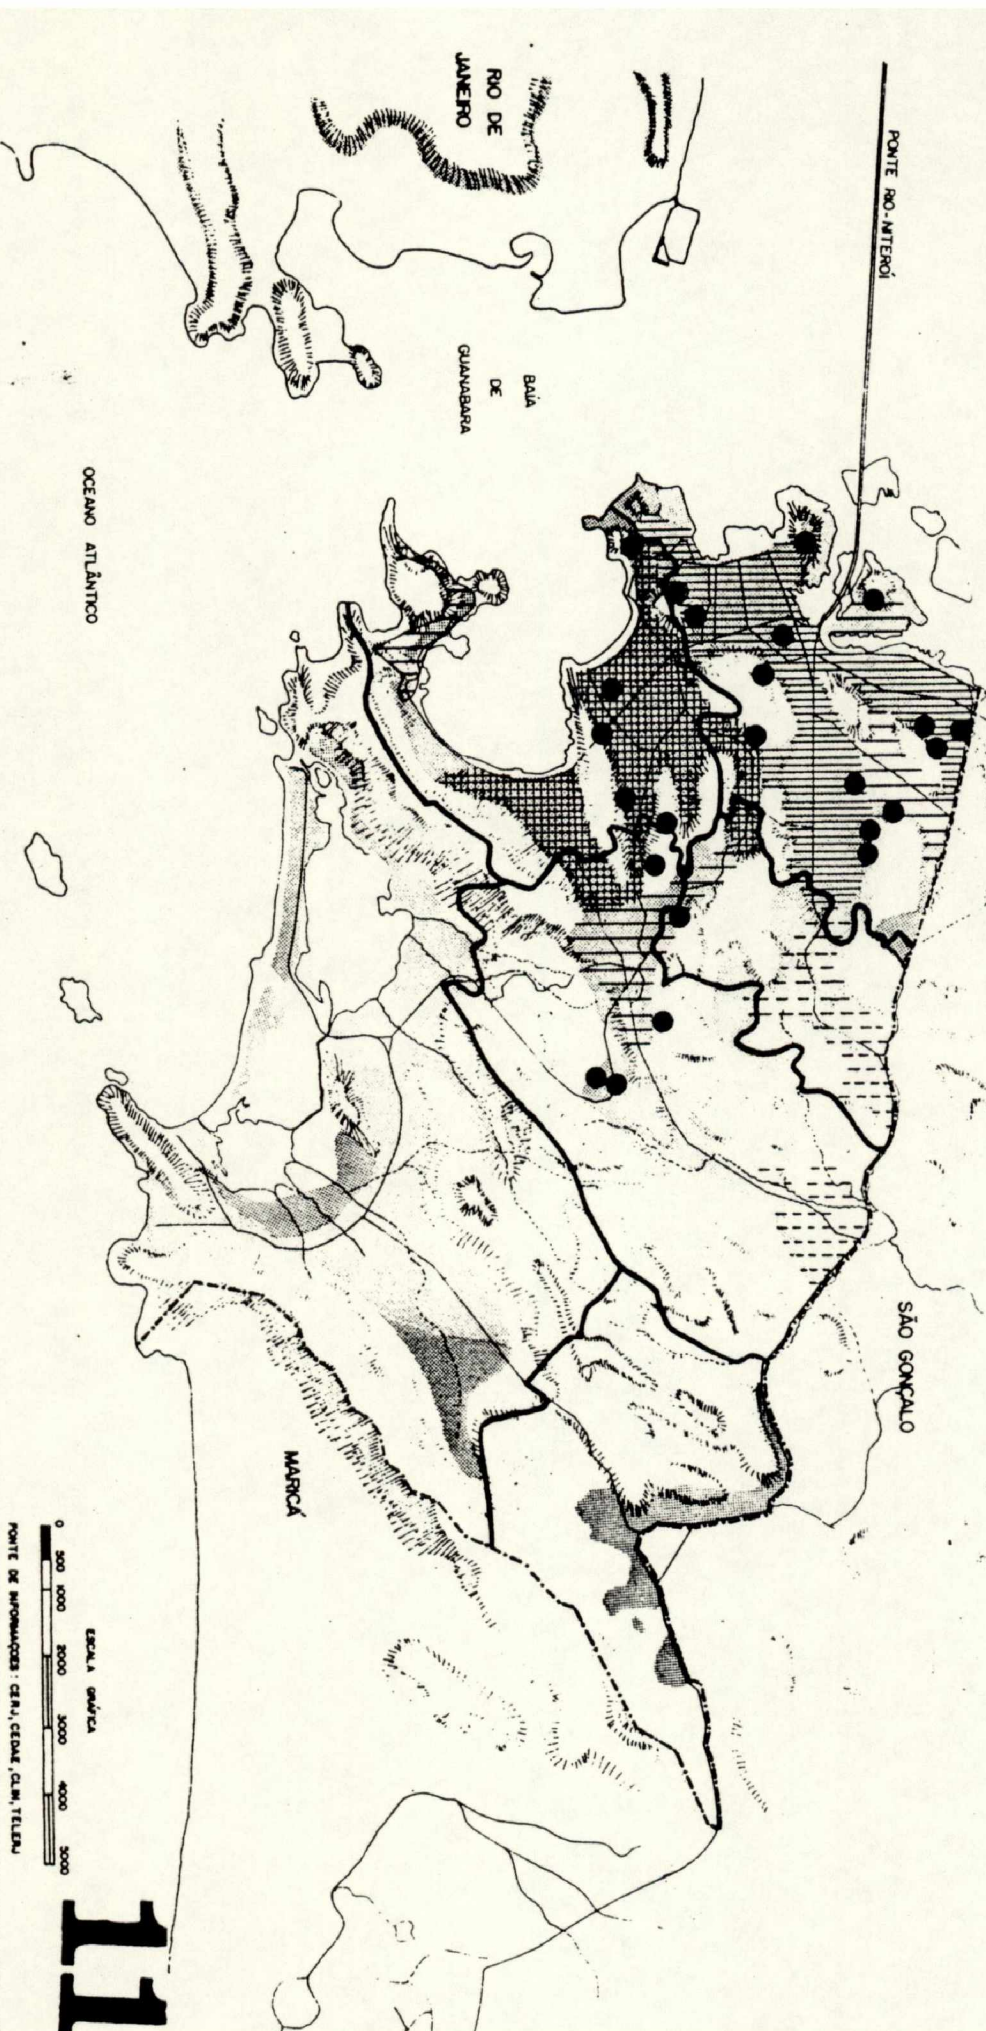 RIO DE
JANEIRO
PONTE RIO-NITERÓI
BAÍA
DE
GUANABARA
OCEANO ATLÂNTICO
SÃO GONÇALO
MARICÁ
ESCALA GRÁFICA
0 500 1000 2000 3000 4000 5000
FONTE DE INFORMAÇÕES: CERJ, CEDAE, CLIN, TELERJ
11